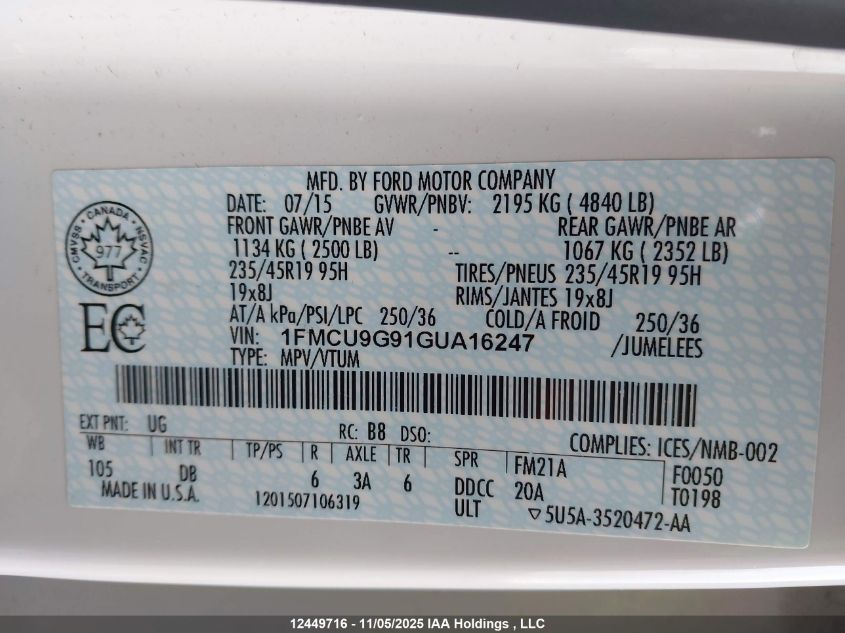 MFD. BY FORD MOTOR COMPANY
DATE: 07/15 GVWR/PNBV: 2195 KG ( 4840 LB)
FRONT GAWR/PNBE AV - REAR GAWR/PNBE AR
1134 KG ( 2500 LB) -- 1067 KG ( 2352 LB)
235/45R19 95H TIRES/PNEUS 235/45R19 95H
19x8J RIMS/JANTES 19x8J
AT/A kPa/PSI/LPC 250/36 COLD/A FROID 250/36
VIN: 1FMCU9G91GUA16247 /JUMELEES
TYPE: MPV/VTUM
CANADA
CMVSS NSVAC
977
TRANSPORT
EC
EXT PNT: UG RC: B8 DSO: COMPLIES: ICES/NMB-002
WB INT TR TP/PS R AXLE TR SPR FM21A F0050
105 DB 6 3A 6 DDCC 20A T0198
MADE IN U.S.A. 1201507106319 ULT ▽5U5A-3520472-AA
12449716 - 11/05/2025 IAA Holdings , LLC